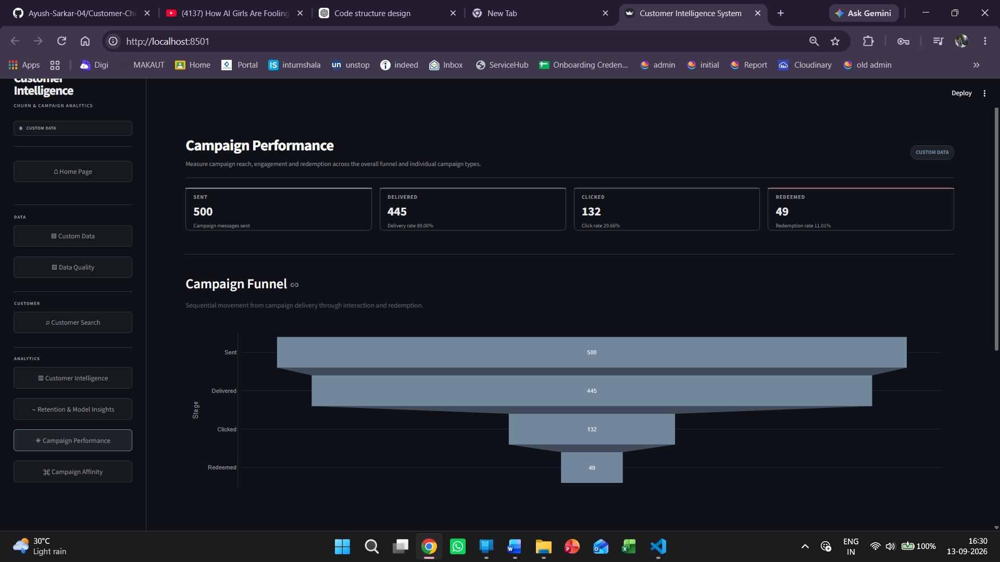 Ayush-Sarkar-04/Customer-Chu
(4137) How AI Girls Are Fooling
Code structure design
New Tab
Customer Intelligence System
Ask Gemini
http://localhost:8501
Apps
Digi
MAKAUT
Home
Portal
IS inturnshala
un unstop
indeed
Inbox
ServiceHub
Onboarding Creden...
admin
initial
Report
Cloudinary
old admin
Customer
Intelligence
CHURN & CAMPAIGN ANALYTICS
CUSTOM DATA
Home Page
DATA
Custom Data
Data Quality
CUSTOMER
Customer Search
ANALYTICS
Customer Intelligence
Retention & Model Insights
Campaign Performance
Campaign Affinity
Deploy
Campaign Performance
CUSTOM DATA
Measure campaign reach, engagement and redemption across the overall funnel and individual campaign types.
SENT
500
Campaign messages sent
DELIVERED
445
Delivery rate 89.00%
CLICKED
132
Click rate 29.66%
REDEEMED
49
Redemption rate 11.01%
Campaign Funnel
Sequential movement from campaign delivery through interaction and redemption.
Stage
Sent
500
Delivered
445
Clicked
132
Redeemed
49
30°C
Light rain
ENG
IN
100%
16:30
13-09-2026